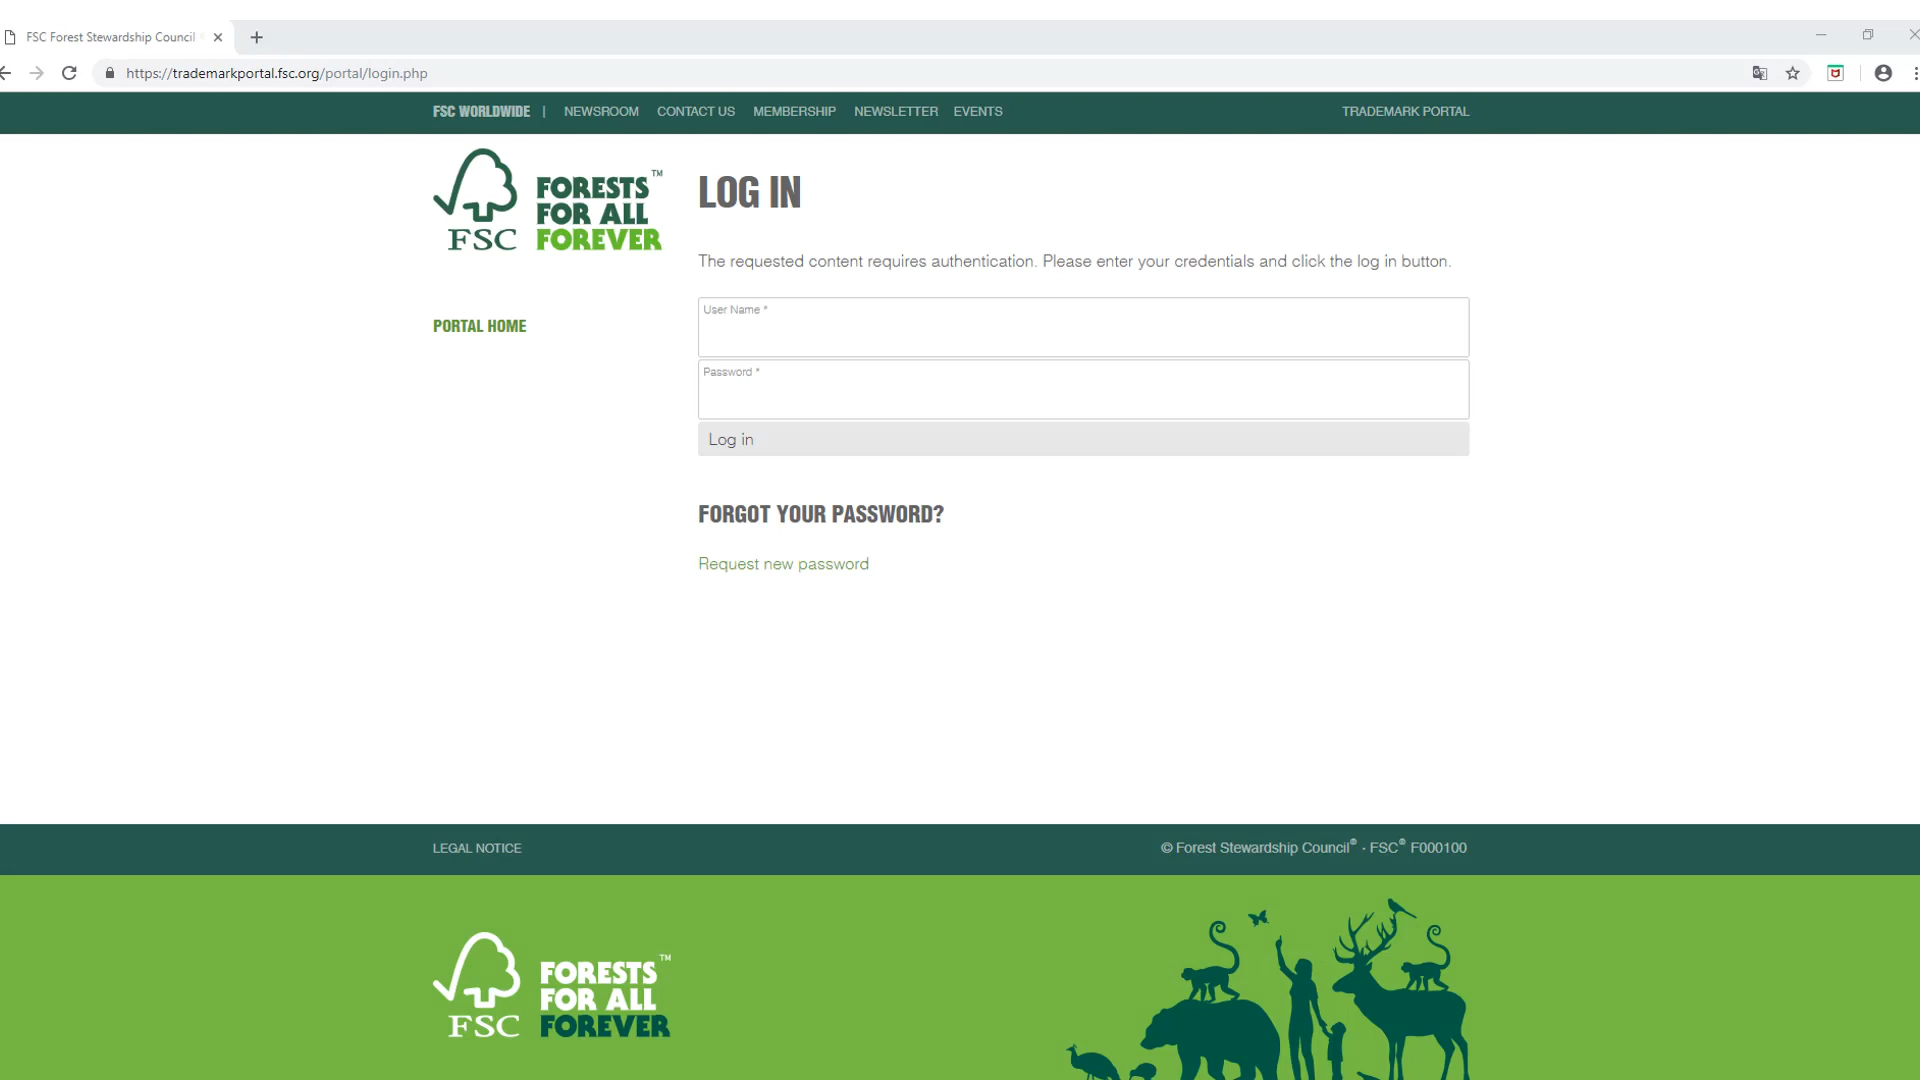 FSC Forest Stewardship Council
https://trademarkportal.fsc.org/portal/login.php
FSC WORLDWIDE | NEWSROOM CONTACT US MEMBERSHIP NEWSLETTER EVENTS TRADEMARK PORTAL
FSC
FORESTS™
FOR ALL
FOREVER
LOG IN
The requested content requires authentication. Please enter your credentials and click the log in button.
PORTAL HOME
User Name *
Password *
Log in
FORGOT YOUR PASSWORD?
Request new password
LEGAL NOTICE
© Forest Stewardship Council® - FSC® F000100
FSC
FORESTS™
FOR ALL
FOREVER